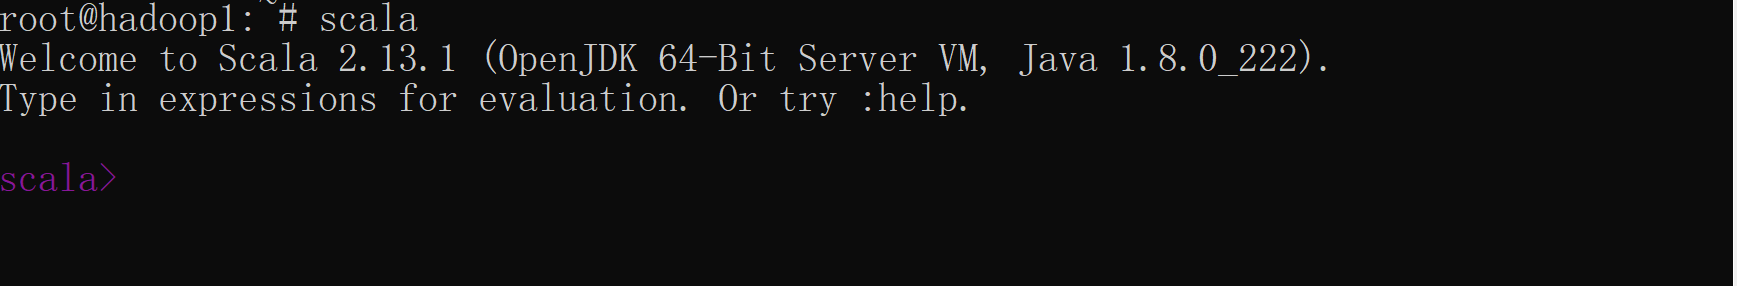 root@hadoop1:~# scala
Welcome to Scala 2.13.1 (OpenJDK 64-Bit Server VM, Java 1.8.0_222).
Type in expressions for evaluation. Or try :help.
scala>